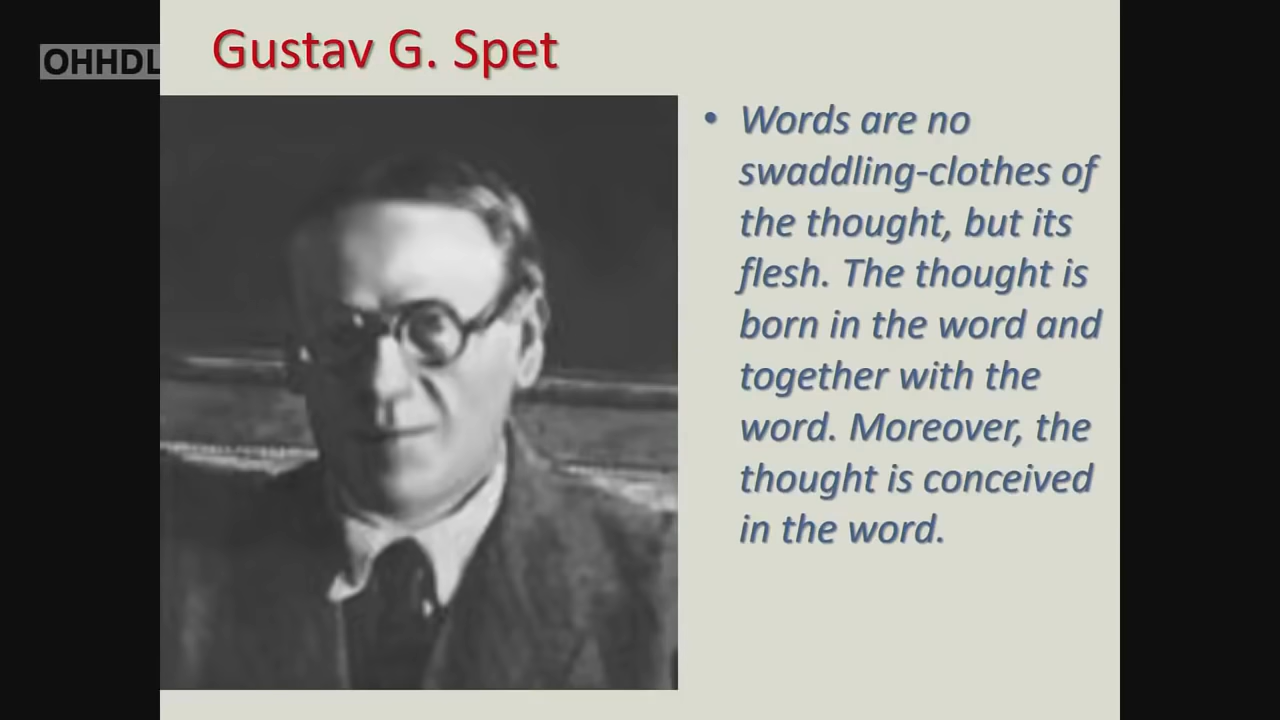 Gustav G. Spet
OHHDL
• Words are no
swaddling-clothes of
the thought, but its
flesh. The thought is
born in the word and
together with the
word. Moreover, the
thought is conceived
in the word.